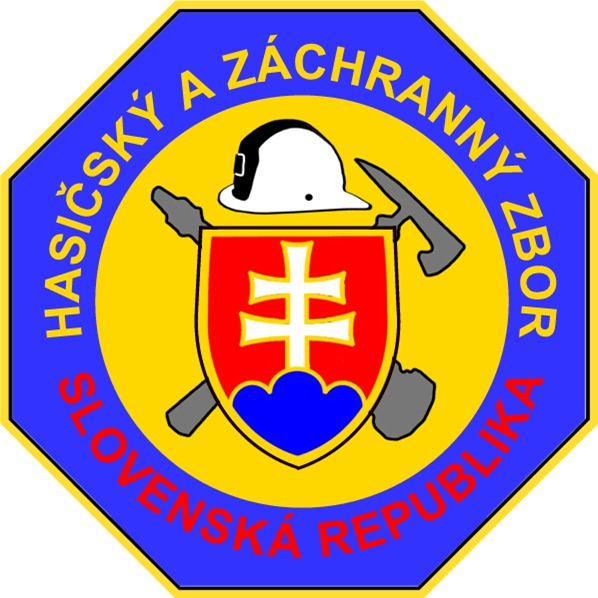 HASIČSKÝ A ZÁCHRANNÝ ZBOR
SLOVENSKÁ REPUBLIKA